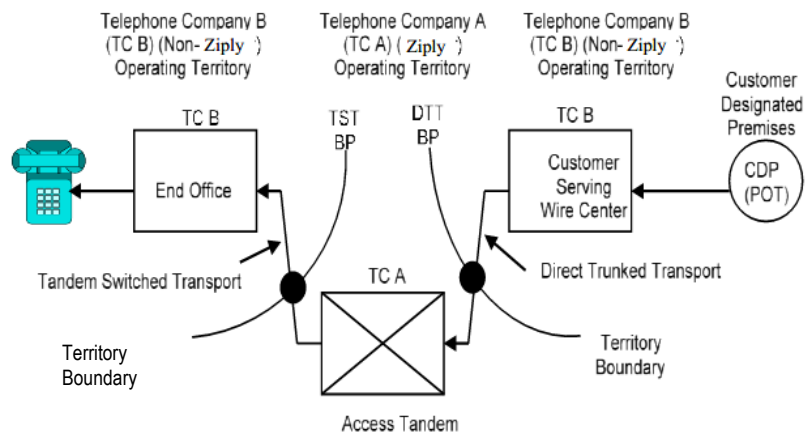 Telephone Company B
(TC B) (Non- Ziply )
Operating Territory
Telephone Company A
(TC A) ( Ziply )
Operating Territory
Telephone Company B
(TC B) (Non- Ziply )
Operating Territory
Customer
Designated
Premises
TC B
TST
BP
DTT
BP
TC B
End Office
Customer
Serving
Wire Center
CDP
(POT)
Tandem Switched Transport
TC A
Direct Trunked Transport
Territory
Boundary
Territory
Boundary
Access Tandem